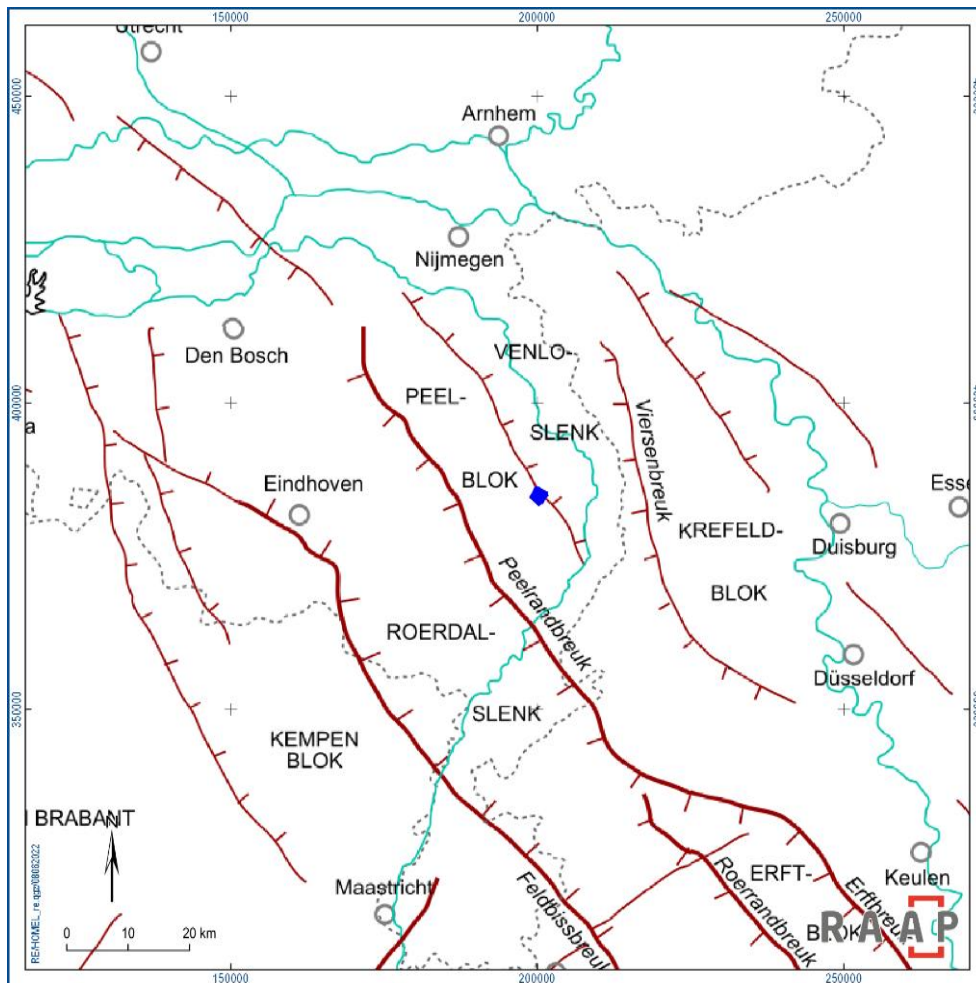 150000
200000
250000
Utrecht
450000
Arnhem
Nijmegen
VENLO-
Den Bosch
PEEL-
400000
a
SLENK
Viersenbreuk
BLOK
Eindhoven
Esse
KREFELD-
Duisburg
BLOK
Peelrandbreuk
ROERDAL-
Düsseldorf
350000
SLENK
KEMPEN
BLOK
BRABANT
N
ERFT-
Keulen
Maastricht
Feldbissbreuk
Roerrandbreuk
Erftbreuk
BLOK
RAAP
0 10 20 km
150000
200000
250000